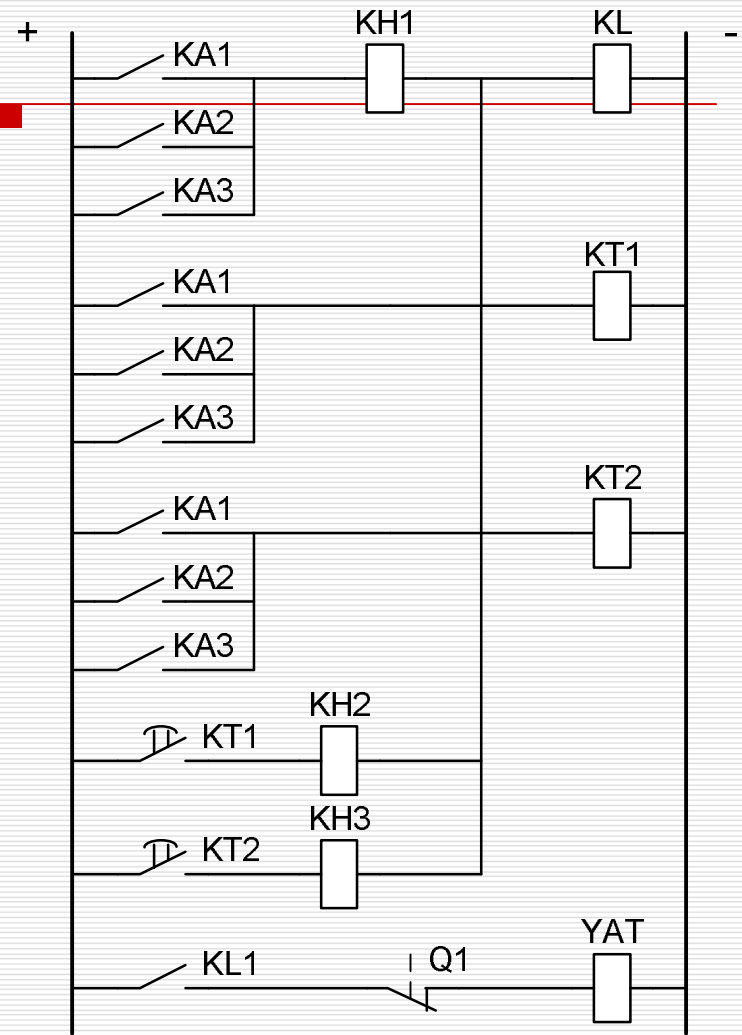 + KH1 KL -
KA1
KA2
KA3
KT1
KA1
KA2
KA3
KT2
KA1
KA2
KA3
KH2
KT1
KH3
KT2
YAT
KL1 Q1